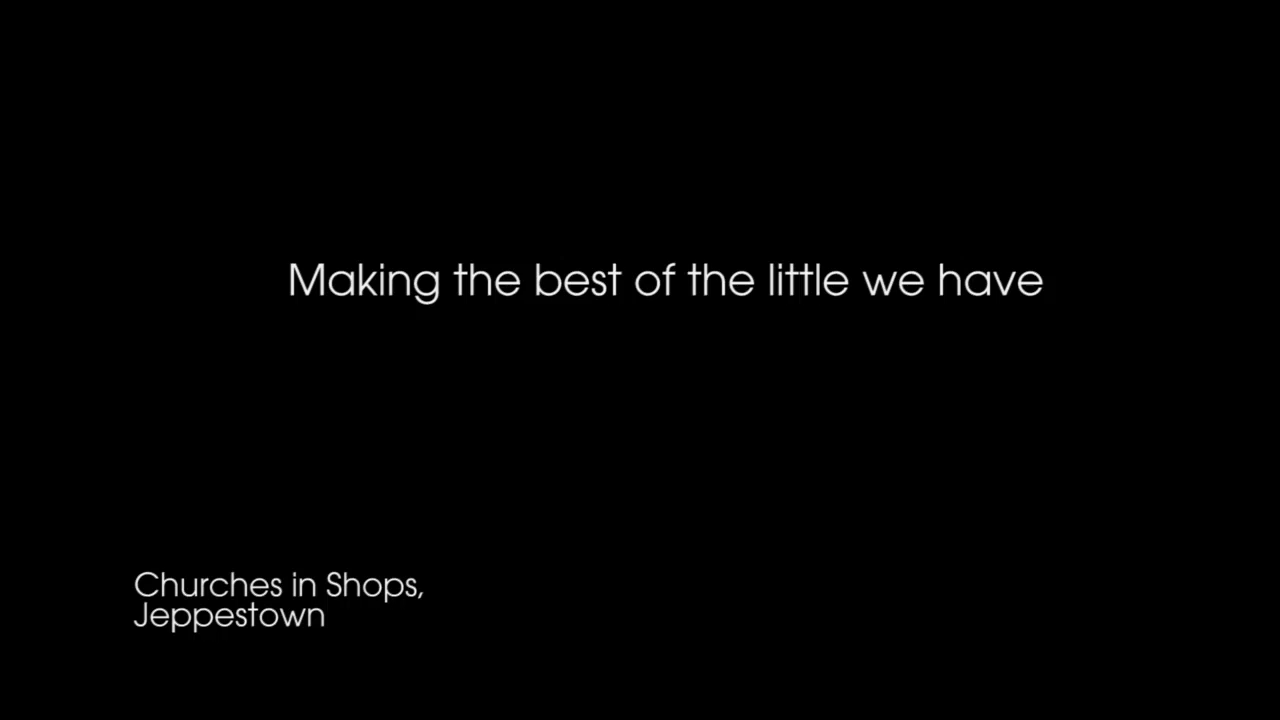 Making the best of the little we have
Churches in Shops,
Jeppestown